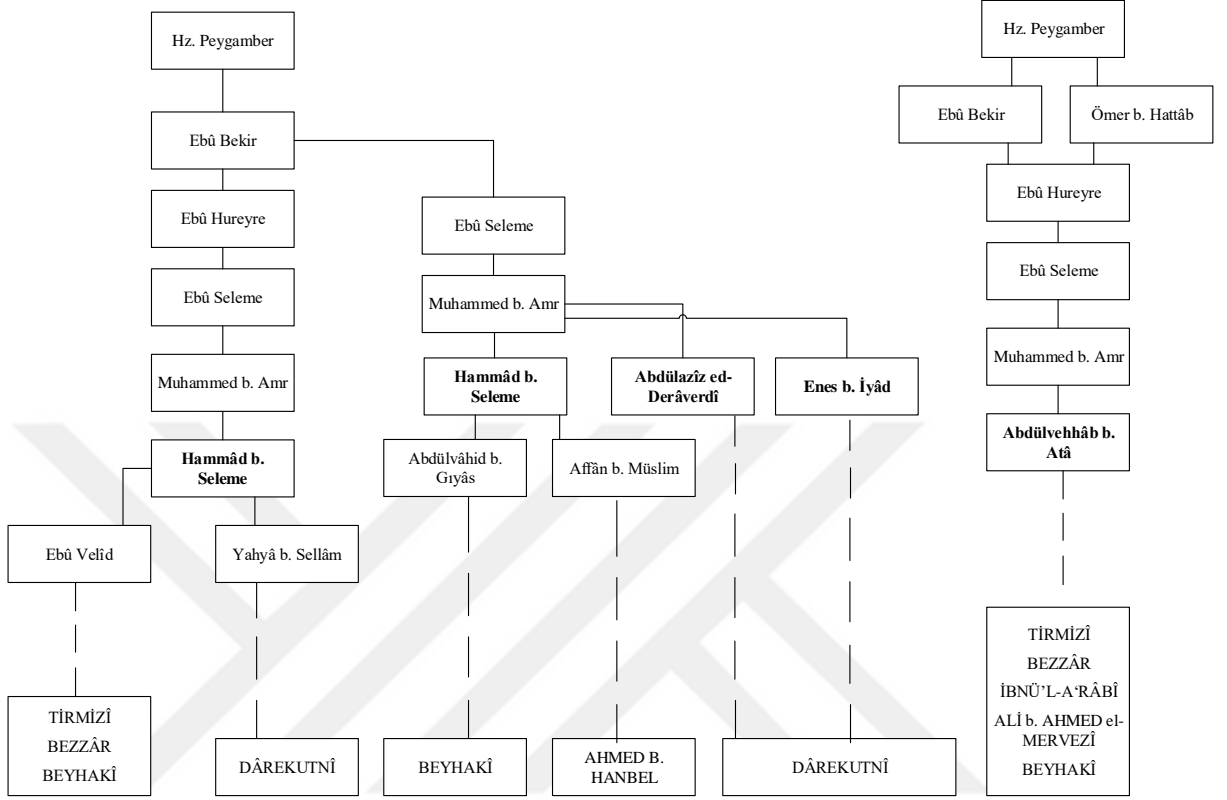 Hz. Peygamber
Ebû Bekir
Ebû Hureyre
Ebû Seleme
Muhammed b. Amr
Hammâd b.
Seleme
Ebû Velîd
Yahyâ b. Sellâm
TİRMİZÎ
BEZZÂR
BEYHAKÎ
DÂREKUTNÎ
Ebû Seleme
Muhammed b. Amr
Hammâd b.
Seleme
Abdülazîz ed-
Derâverdî
Enes b. İyâd
Abdülvâhid b.
Gıyâs
Affân b. Müslim
BEYHAKÎ
AHMED B.
HANBEL
DÂREKUTNÎ
Hz. Peygamber
Ebû Bekir
Ömer b. Hattâb
Ebû Hureyre
Ebû Seleme
Muhammed b. Amr
Abdülvehhâb b.
Atâ
TİRMİZÎ
BEZZÂR
İBNÜ’L-A‘RÂBÎ
ALİ b. AHMED el-
MERVEZÎ
BEYHAKÎ